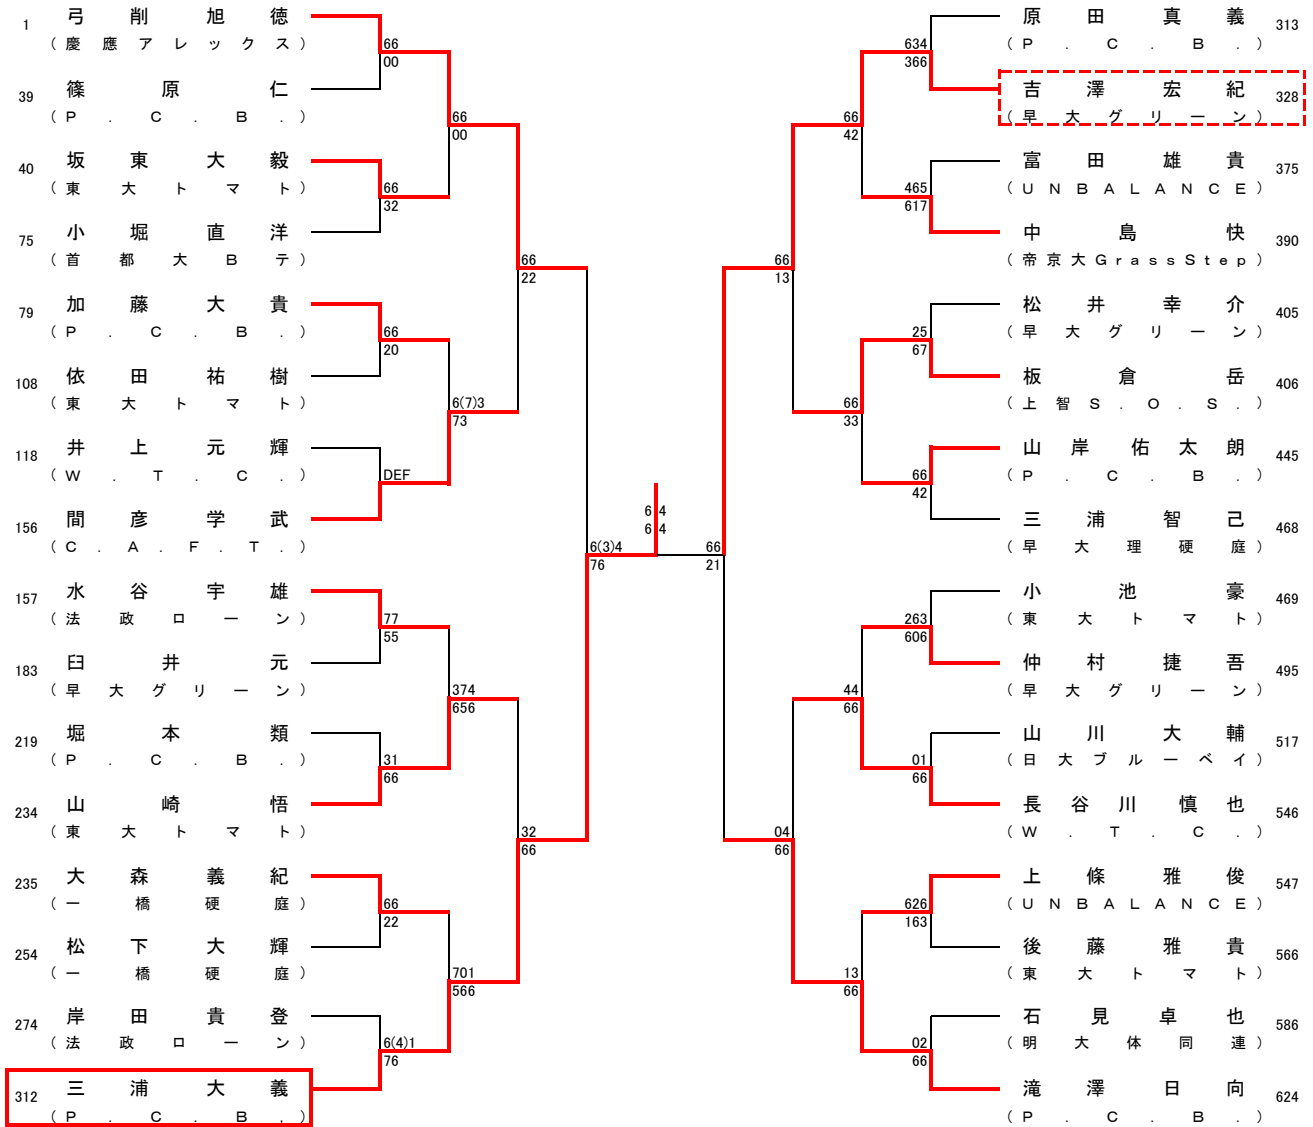 1 弓削旭徳
(慶應アレックス)
66
00
39 篠原仁
(P.C.B.)
66
00
40 坂東大毅
(東大トマト)
66
32
75 小堀直洋
(首都大Bテ)
66
22
79 加藤大貴
(P.C.B.)
66
20
108 依田祐樹
(東大トマト)
6(7)3
73
118 井上元輝
(W.T.C.)
DEF
156 間彦学武
(C.A.F.T.)
6(3)4
76
157 水谷宇雄
(法政ローン)
77
55
183 臼井元
(早大グリーン)
374
656
219 堀本類
(P.C.B.)
31
66
234 山崎悟
(東大トマト)
32
66
235 大森義紀
(一橋硬庭)
66
22
254 松下大輝
(一橋硬庭)
701
566
274 岸田貴登
(法政ローン)
6(4)1
76
312 三浦大義
(P.C.B.)
6 4
6 4
原田真義 313
(P.C.B.)
634
366
吉澤宏紀 328
(早大グリーン)
66
42
富田雄貴 375
(UNBALANCE)
465
617
中島快 390
(帝京大GrassStep)
66
13
松井幸介 405
(早大グリーン)
25
67
板倉岳 406
(上智S.O.S.)
66
33
山岸佑太朗 445
(P.C.B.)
66
42
三浦智己 468
(早大理硬庭)
66
21
小池豪 469
(東大トマト)
263
606
仲村捷吾 495
(早大グリーン)
44
66
山川大輔 517
(日大ブルーベイ)
01
66
長谷川慎也 546
(W.T.C.)
04
66
上條雅俊 547
(UNBALANCE)
626
163
後藤雅貴 566
(東大トマト)
13
66
石見卓也 586
(明大体同連)
02
66
滝澤日向 624
(P.C.B.)